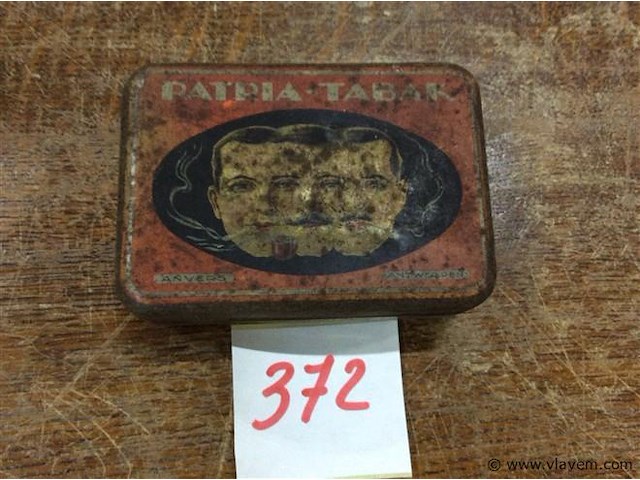 PATRIA · TABAK
ANVERS
ANTWERPEN
372
© www.vlavem.com